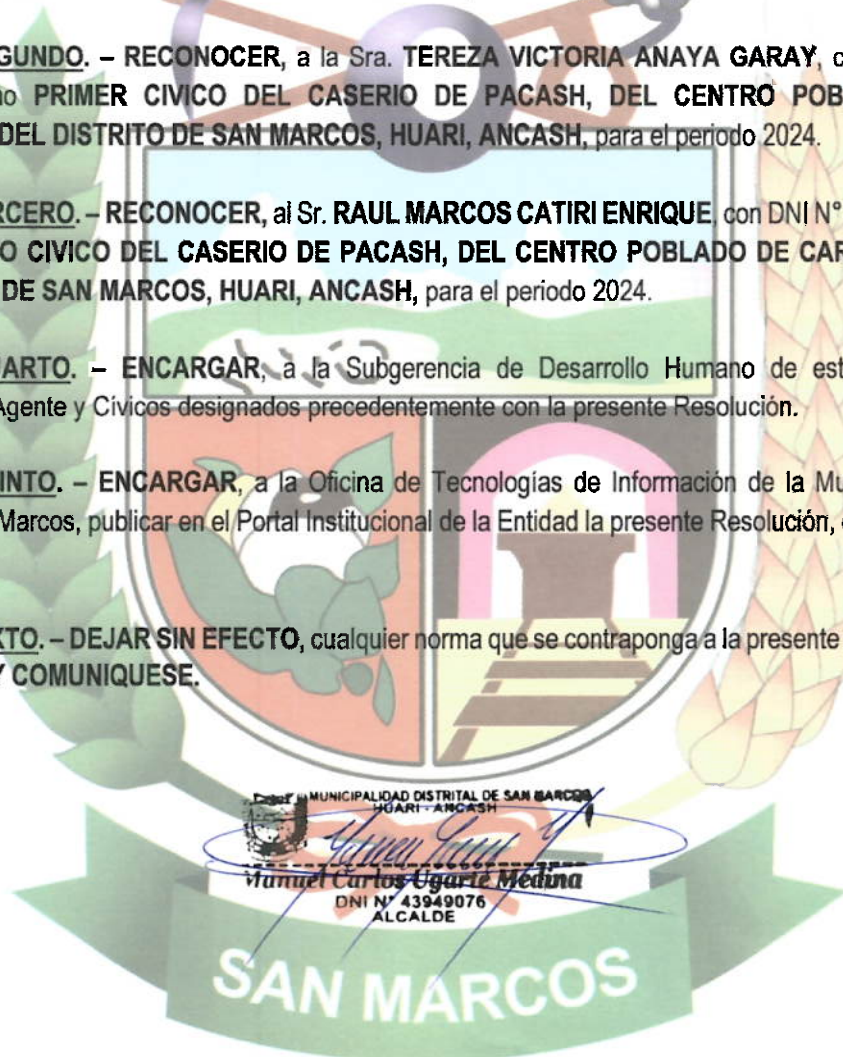 GUNDO. – RECONOCER, a la Sra. TEREZA VICTORIA ANAYA GARAY, c
no PRIMER CIVICO DEL CASERIO DE PACASH, DEL CENTRO POB
DEL DISTRITO DE SAN MARCOS, HUARI, ANCASH, para el periodo 2024.
RCERO. – RECONOCER, al Sr. RAUL MARCOS CATIRI ENRIQUE, con DNI N°
O CIVICO DEL CASERIO DE PACASH, DEL CENTRO POBLADO DE CAR
DE SAN MARCOS, HUARI, ANCASH, para el periodo 2024.
ARTO. – ENCARGAR, a la Subgerencia de Desarrollo Humano de est
Agente y Cívicos designados precedentemente con la presente Resolución.
INTO. – ENCARGAR, a la Oficina de Tecnologías de Información de la Mu
Marcos, publicar en el Portal Institucional de la Entidad la presente Resolución,
XTO. – DEJAR SIN EFECTO, cualquier norma que se contraponga a la presente
Y COMUNIQUESE.
MUNICIPALIDAD DISTRITAL DE SAN MARCOS
HUARI - ANCASH
Manuel Carlos Ugarte Medina
DNI N° 43949076
ALCALDE
SAN MARCOS